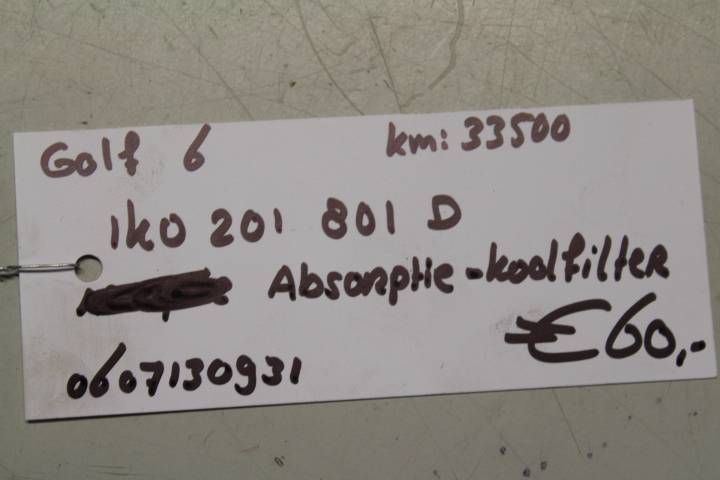 Golf 6 km: 33500
1K0 201 801 D
Absorptie-koolfilter
€60,-
0607130931